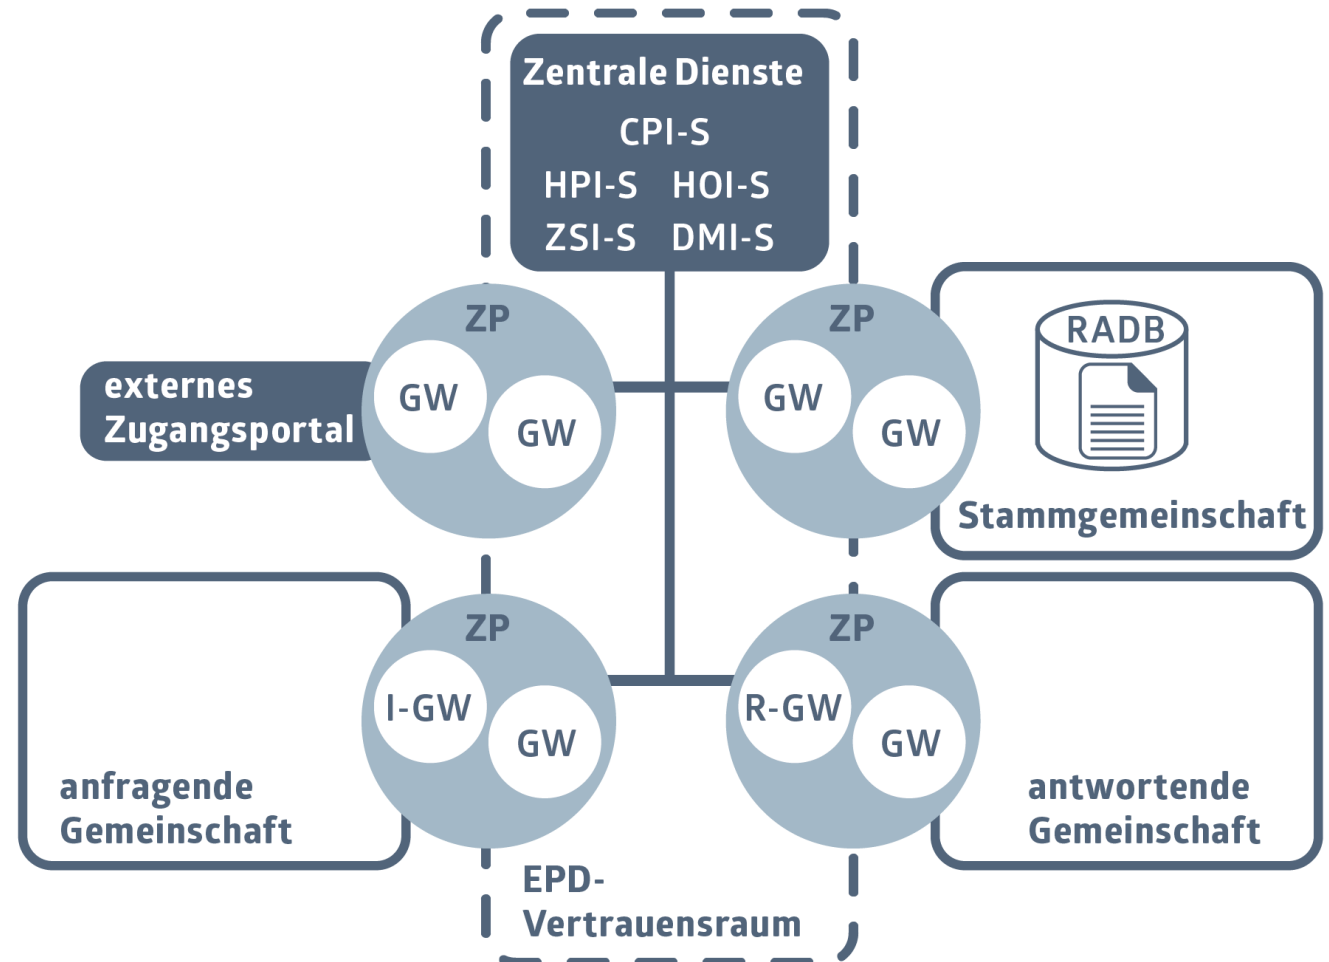 Zentrale Dienste
CPI-S
HPI-S HOI-S
ZSI-S DMI-S
ZP
GW
GW
externes
Zugangsportal
ZP
GW
GW
RADB
Stammgemeinschaft
ZP
I-GW
GW
anfragende
Gemeinschaft
ZP
R-GW
GW
antwortende
Gemeinschaft
EPD-
Vertrauensraum